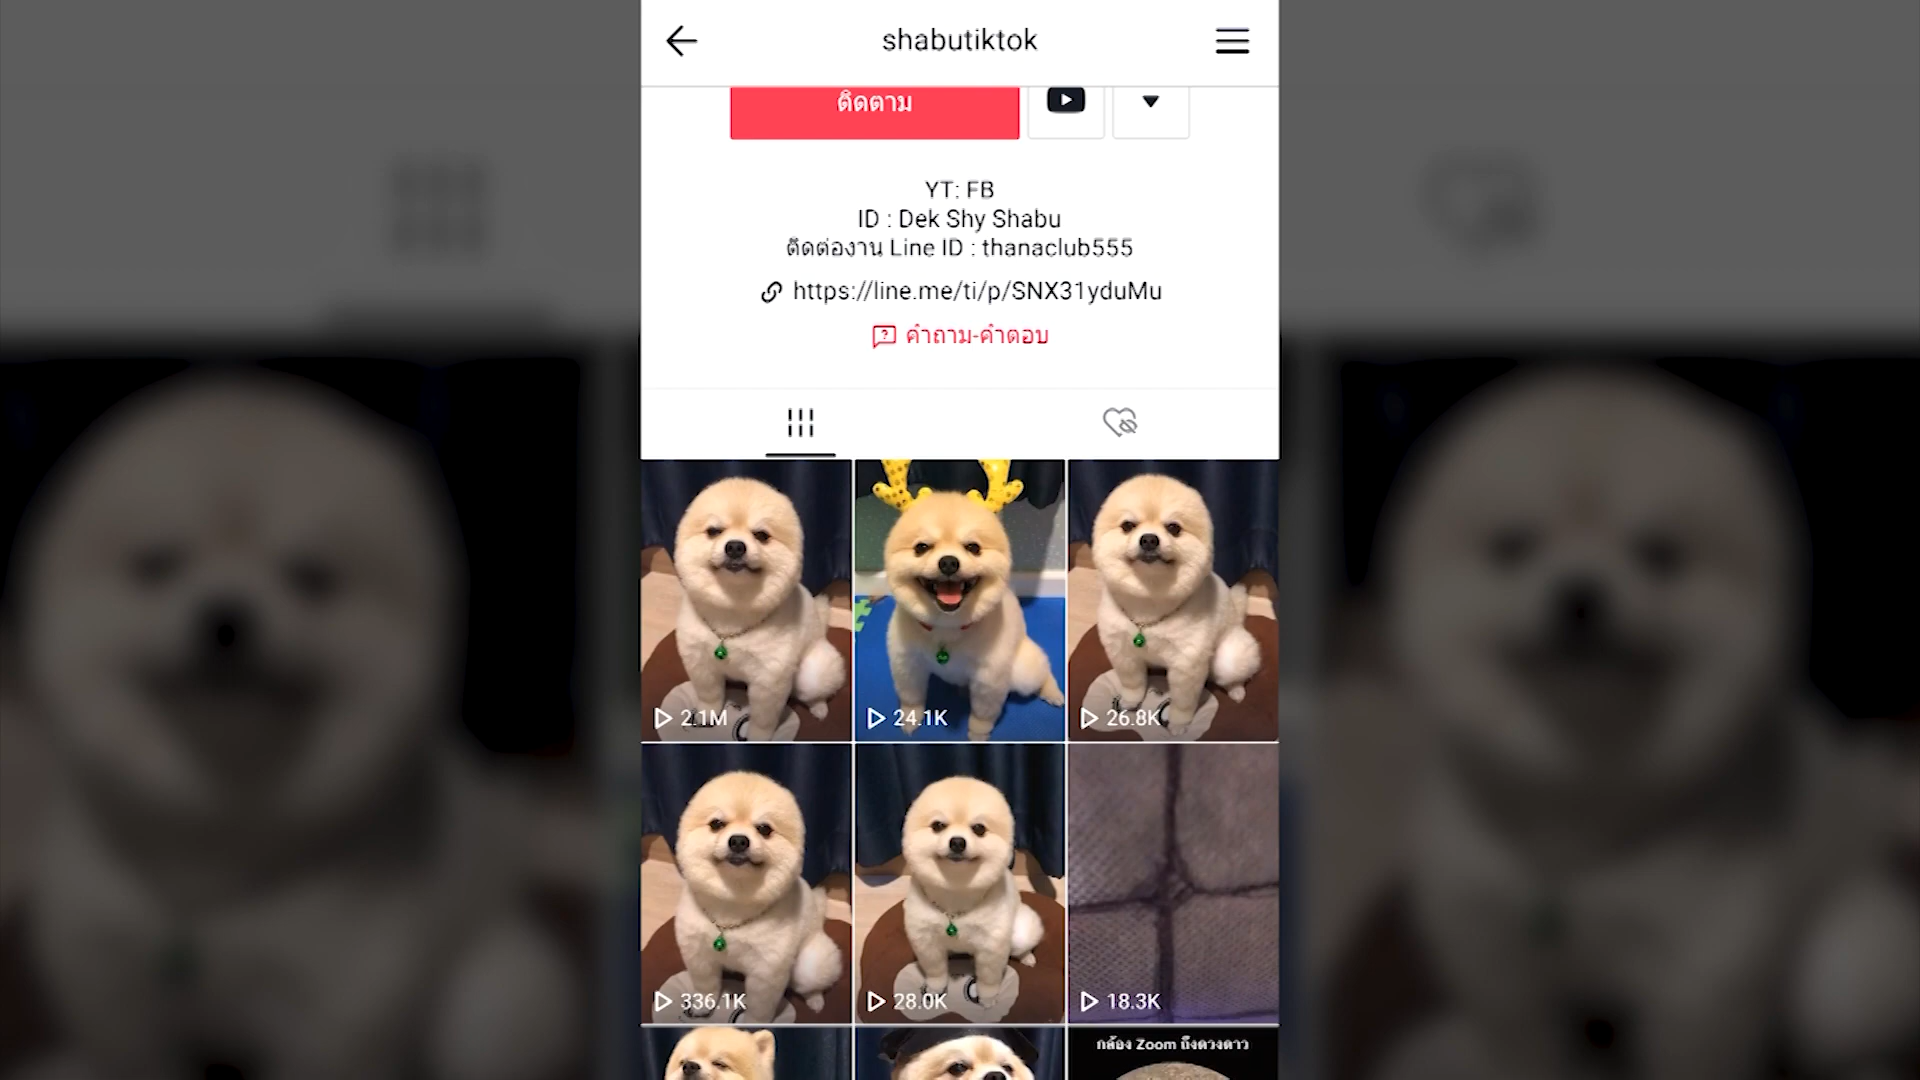 shabutiktok
ติดตาม
YT: FB
ID : Dek Shy Shabu
ติดต่องาน Line ID : thanaclub555
https://line.me/ti/p/SNX31yduMu
คำถาม-คำตอบ
2.1M
24.1K
26.8K
336.1K
28.0K
18.3K
กล้อง Zoom ถึงดวงดาว